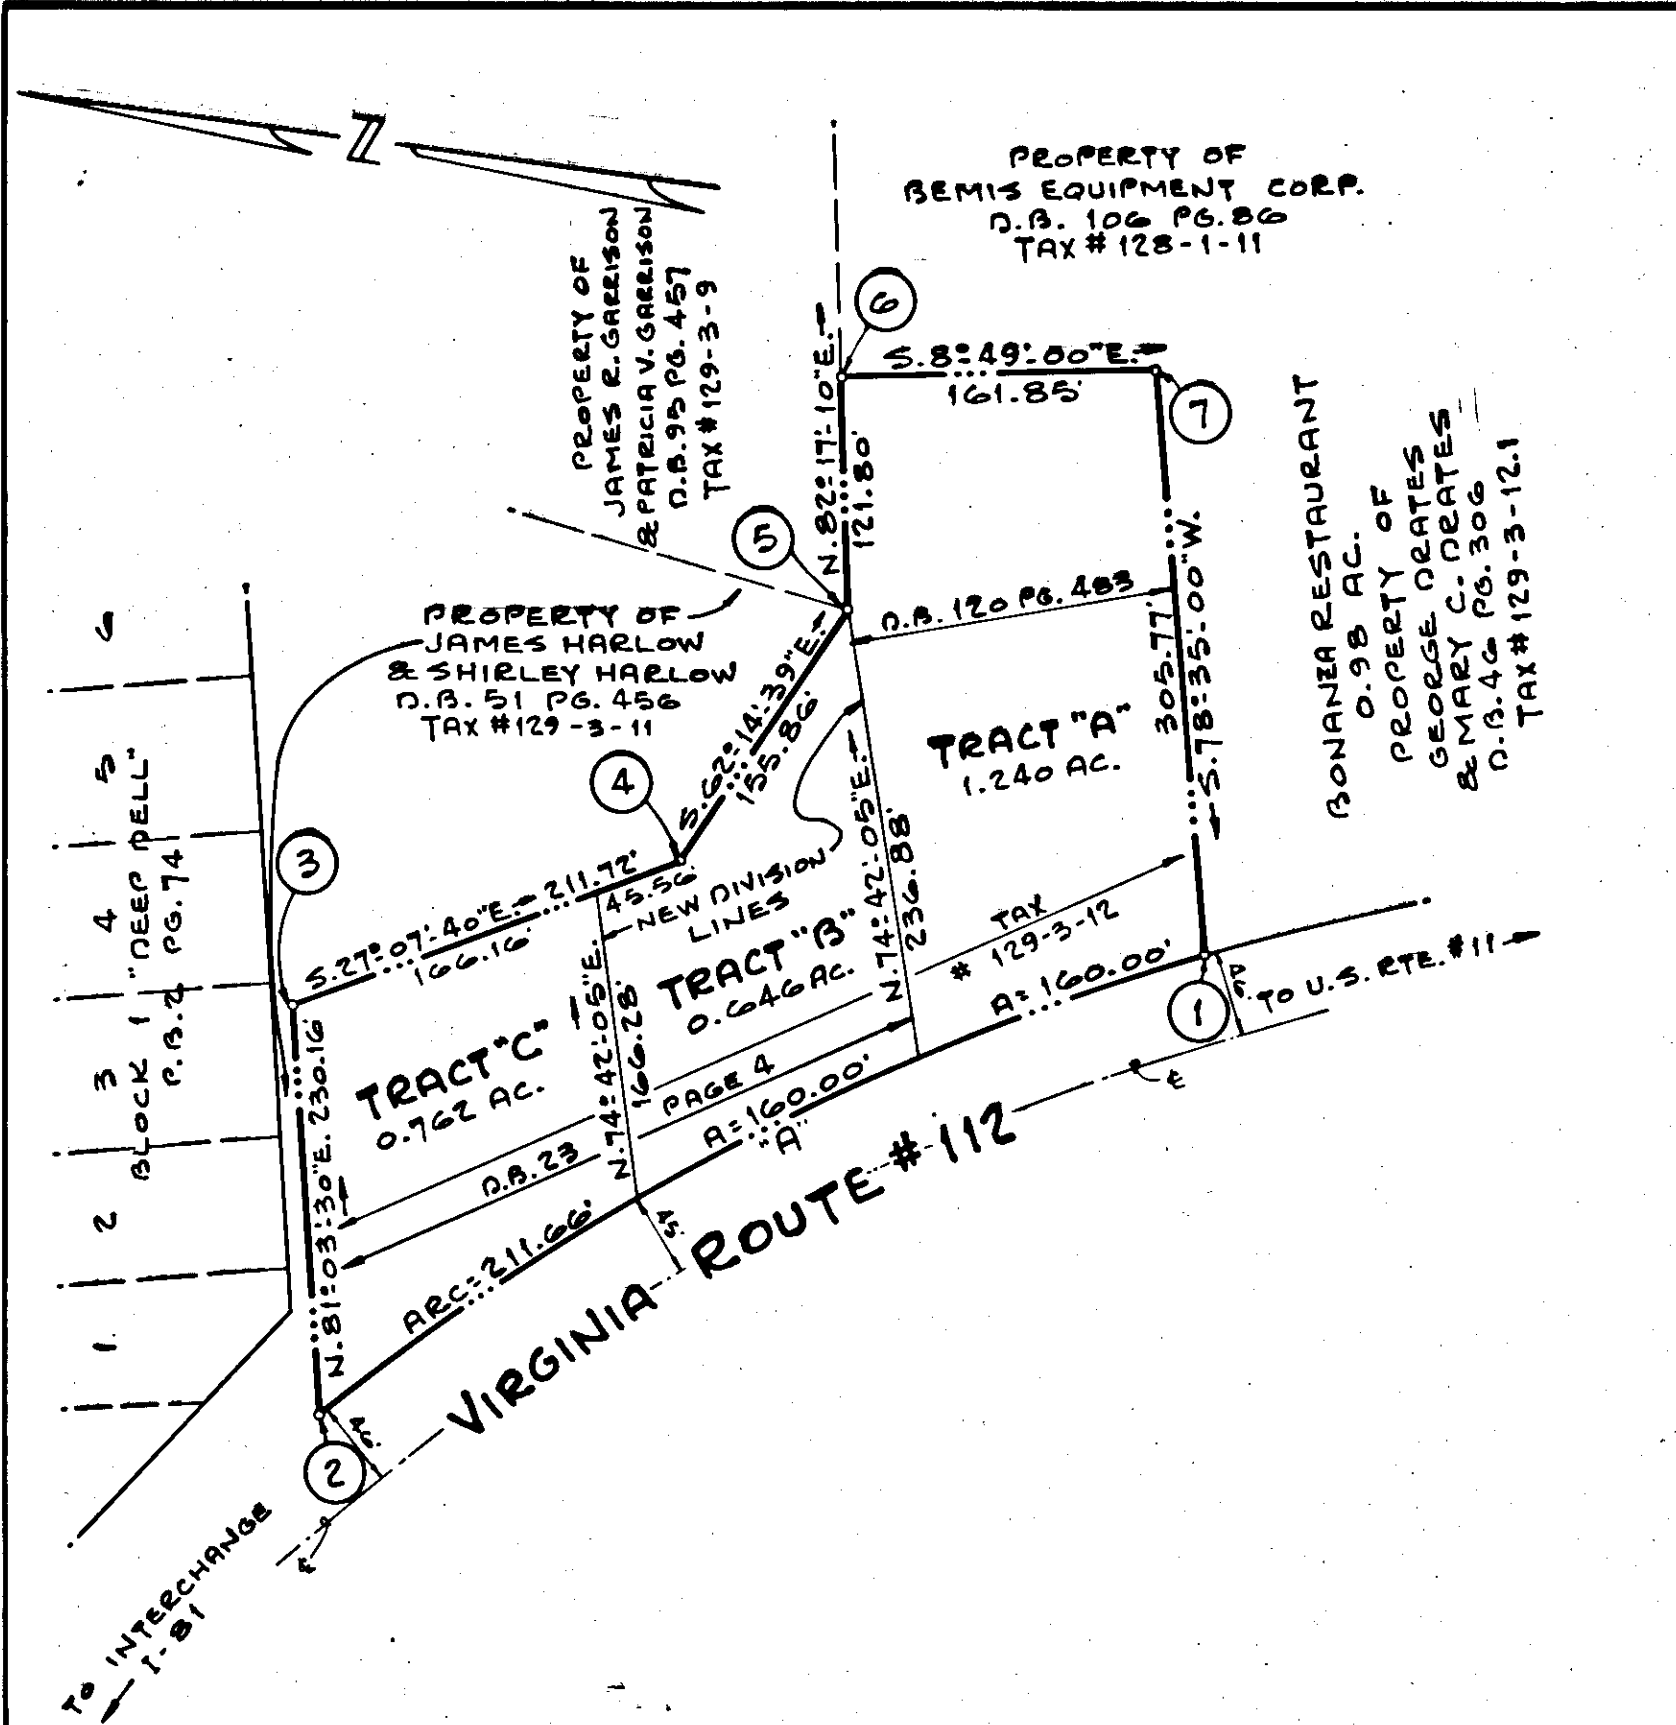 N
PROPERTY OF
BEMIS EQUIPMENT CORP.
D.B. 106 PG. 86
TAX # 128-1-11
PROPERTY OF
JAMES R. GARRISON
& PATRICIA V. GARRISON
D.B. 95 PG. 457
TAX # 129-3-9
6
S. 8°-49'-00"E.
161.85'
7
N. 82°-17'-10"E.
121.80'
5
BONANZA RESTAURANT
0.98 AC.
PROPERTY OF
GEORGE DRATES
& MARY C. DRATES
D.B. 46 PG. 306
TAX # 129-3-12.1
PROPERTY OF
JAMES HARLOW
& SHIRLEY HARLOW
D.B. 51 PG. 456
TAX #129-3-11
D.B. 120 PG. 483
305.77'
S. 78°-35'-00"W.
TRACT "A"
1.240 AC.
S. 62°-14'-39"E.
155.86'
4
3
6
5
4
3
2
1
BLOCK 1 "DEEP DELL"
P.B. 2 PG. 74
S. 27°-07'-40"E. 211.72'
166.16'
45.56'
NEW DIVISION
LINES
N. 74°-42'-05"E.
236.88'
TRACT "B"
0.646 AC.
TAX
# 129-3-12
A=160.00'
1
TO U.S. RTE. #11
N. 81°-03'-30"E. 230.16'
TRACT "C"
0.762 AC.
N. 74°-42'-05"E.
166.28'
D.B. 23
PAGE 4
A=160.00'
"A"
ARC=211.66'
45'
VIRGINIA ROUTE # 112
2
TO INTERCHANGE
I-81